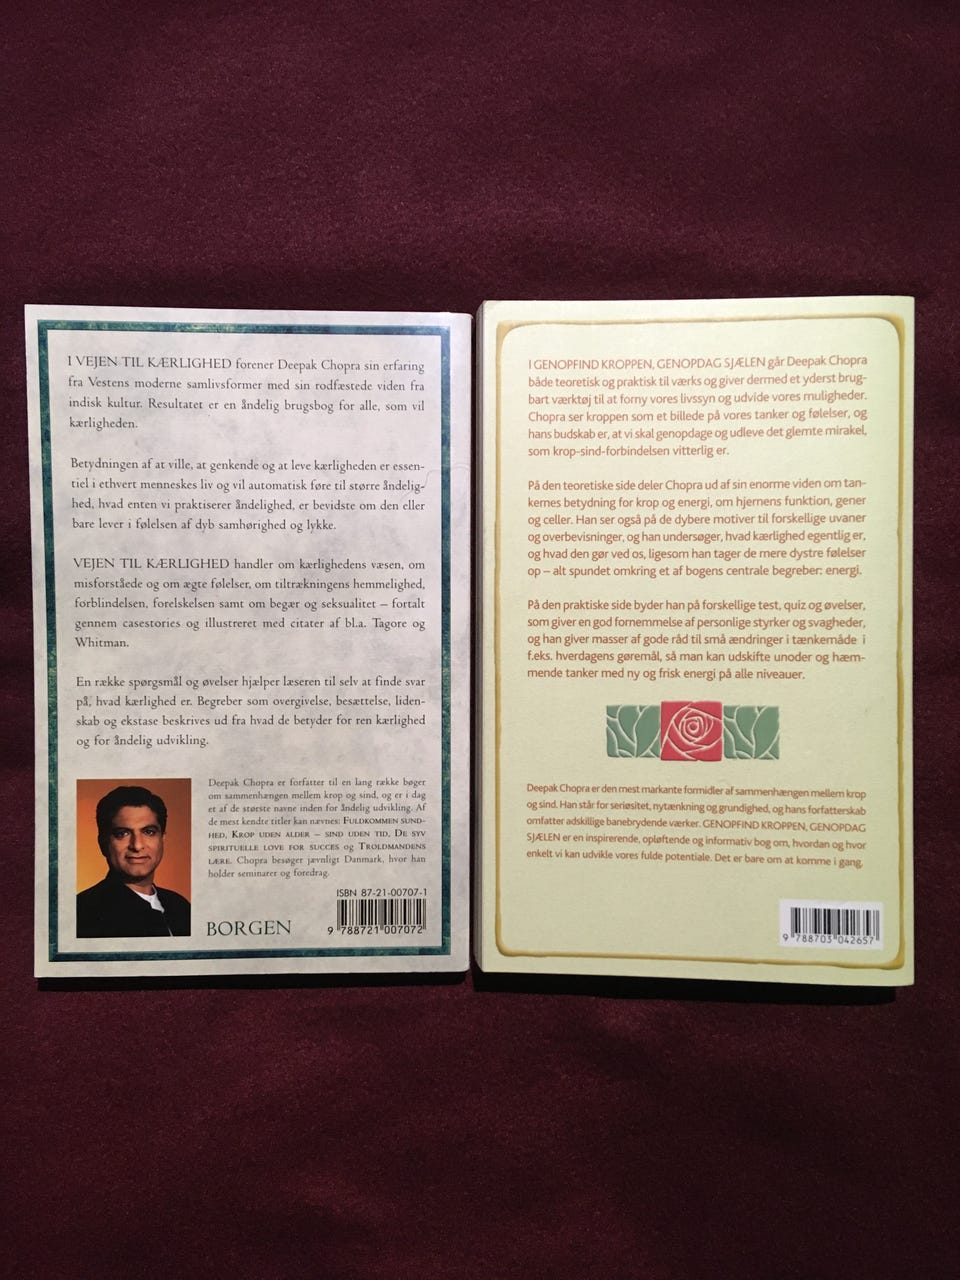 I VEJEN TIL KÆRLIGHED forener Deepak Chopra sin erfaring
fra Vestens moderne samlivsformer med sin rodfæstede viden fra
indisk kultur. Resultatet er en åndelig brugsbog for alle, som vil
kærligheden.
Betydningen af at ville, at genkende og at leve kærligheden er essen-
tiel i ethvert menneskes liv og vil automatisk føre til større åndelig-
hed, hvad enten vi praktiserer åndelighed, er bevidste om den eller
bare lever i følelsen af dyb samhørighed og lykke.
VEJEN TIL KÆRLIGHED handler om kærlighedens væsen, om
misforståede og om ægte følelser, om tiltrækningens hemmelighed,
forblindelsen, forelskelsen samt om begær og seksualitet – fortalt
gennem casestories og illustreret med citater af bl.a. Tagore og
Whitman.
En række spørgsmål og øvelser hjælper læseren til selv at finde svar
på, hvad kærlighed er. Begreber som overgivelse, besættelse, liden-
skab og ekstase beskrives ud fra hvad de betyder for ren kærlighed
og for åndelig udvikling.
Deepak Chopra er forfatter til en lang række bøger
om sammenhængen mellem krop og sind, og er i dag
et af de største navne inden for åndelig udvikling. Af
de mest kendte titler kan nævnes: FULDKOMMEN SUND-
HED, KROP UDEN ALDER – SIND UDEN TID, DE SYV
SPIRITUELLE LOVE FOR SUCCES og TROLDMANDENS
LÆRE. Chopra besøger jævnligt Danmark, hvor han
holder seminarer og foredrag.
ISBN 87-21-00707-1
BORGEN
9 788721 007072
I GENOPFIND KROPPEN, GENOPDAG SJÆLEN går Deepak Chopra
både teoretisk og praktisk til værks og giver dermed et yderst brug-
bart værktøj til at forny vores livssyn og udvide vores muligheder.
Chopra ser kroppen som et billede på vores tanker og følelser, og
hans budskab er, at vi skal genopdage og udleve det glemte mirakel,
som krop-sind-forbindelsen vitterlig er.
På den teoretiske side deler Chopra ud af sin enorme viden om tan-
kernes betydning for krop og energi, om hjernens funktion, gener
og celler. Han ser også på de dybere motiver til forskellige uvaner
og overbevisninger, og han undersøger, hvad kærlighed egentlig er,
og hvad den gør ved os, ligesom han tager de mere dystre følelser
op – alt spundet omkring et af bogens centrale begreber: energi.
På den praktiske side byder han på forskellige test, quiz og øvelser,
som giver en god fornemmelse af personlige styrker og svagheder,
og han giver masser af gode råd til små ændringer i tænkemåde i
f.eks. hverdagens gøremål, så man kan udskifte unoder og hæm-
mende tanker med ny og frisk energi på alle niveauer.
Deepak Chopra er den mest markante formidler af sammenhængen mellem krop
og sind. Han står for seriøsitet, nytænkning og grundighed, og hans forfatterskab
omfatter adskillige banebrydende værker. GENOPFIND KROPPEN, GENOPDAG
SJÆLEN er en inspirerende, opløftende og informativ bog om, hvordan og hvor
enkelt vi kan udvikle vores fulde potentiale. Det er bare om at komme i gang.
9 788703 042657